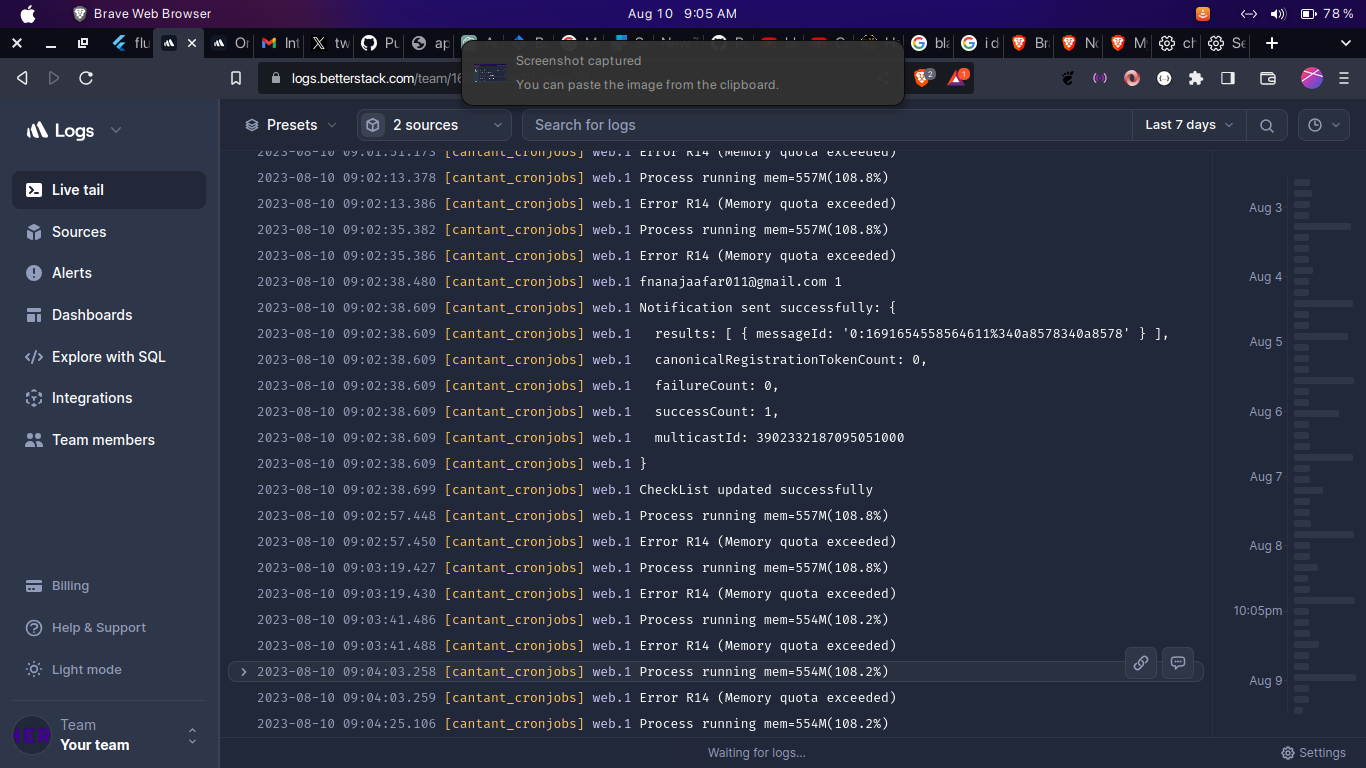 Brave Web Browser
Aug 10 9:05 AM
78 %
flu
Or
Int
tw
Pu
ap
bla
i d
Br
No
M
ch
Se
logs.betterstack.com/team/16
2
1
Screenshot captured
You can paste the image from the clipboard.
Logs
Presets
2 sources
Search for logs
Last 7 days
Live tail
Sources
Alerts
Dashboards
Explore with SQL
Integrations
Team members
Billing
Help & Support
Light mode
Team
Your team
2023-08-10 09:01:51.173 [cantant_cronjobs] web.1 Error R14 (Memory quota exceeded)
2023-08-10 09:02:13.378 [cantant_cronjobs] web.1 Process running mem=557M(108.8%)
2023-08-10 09:02:13.386 [cantant_cronjobs] web.1 Error R14 (Memory quota exceeded)
2023-08-10 09:02:35.382 [cantant_cronjobs] web.1 Process running mem=557M(108.8%)
2023-08-10 09:02:35.386 [cantant_cronjobs] web.1 Error R14 (Memory quota exceeded)
2023-08-10 09:02:38.480 [cantant_cronjobs] web.1 fnanajaafar011@gmail.com 1
2023-08-10 09:02:38.609 [cantant_cronjobs] web.1 Notification sent successfully: {
2023-08-10 09:02:38.609 [cantant_cronjobs] web.1 results: [ { messageId: '0:1691654558564611%340a8578340a8578' } ],
2023-08-10 09:02:38.609 [cantant_cronjobs] web.1 canonicalRegistrationTokenCount: 0,
2023-08-10 09:02:38.609 [cantant_cronjobs] web.1 failureCount: 0,
2023-08-10 09:02:38.609 [cantant_cronjobs] web.1 successCount: 1,
2023-08-10 09:02:38.609 [cantant_cronjobs] web.1 multicastId: 3902332187095051000
2023-08-10 09:02:38.609 [cantant_cronjobs] web.1 }
2023-08-10 09:02:38.699 [cantant_cronjobs] web.1 CheckList updated successfully
2023-08-10 09:02:57.448 [cantant_cronjobs] web.1 Process running mem=557M(108.8%)
2023-08-10 09:02:57.450 [cantant_cronjobs] web.1 Error R14 (Memory quota exceeded)
2023-08-10 09:03:19.427 [cantant_cronjobs] web.1 Process running mem=557M(108.8%)
2023-08-10 09:03:19.430 [cantant_cronjobs] web.1 Error R14 (Memory quota exceeded)
2023-08-10 09:03:41.486 [cantant_cronjobs] web.1 Process running mem=554M(108.2%)
2023-08-10 09:03:41.488 [cantant_cronjobs] web.1 Error R14 (Memory quota exceeded)
2023-08-10 09:04:03.258 [cantant_cronjobs] web.1 Process running mem=554M(108.2%)
2023-08-10 09:04:03.259 [cantant_cronjobs] web.1 Error R14 (Memory quota exceeded)
2023-08-10 09:04:25.106 [cantant_cronjobs] web.1 Process running mem=554M(108.2%)
Aug 3
Aug 4
Aug 5
Aug 6
Aug 7
Aug 8
10:05pm
Aug 9
Waiting for logs...
Settings